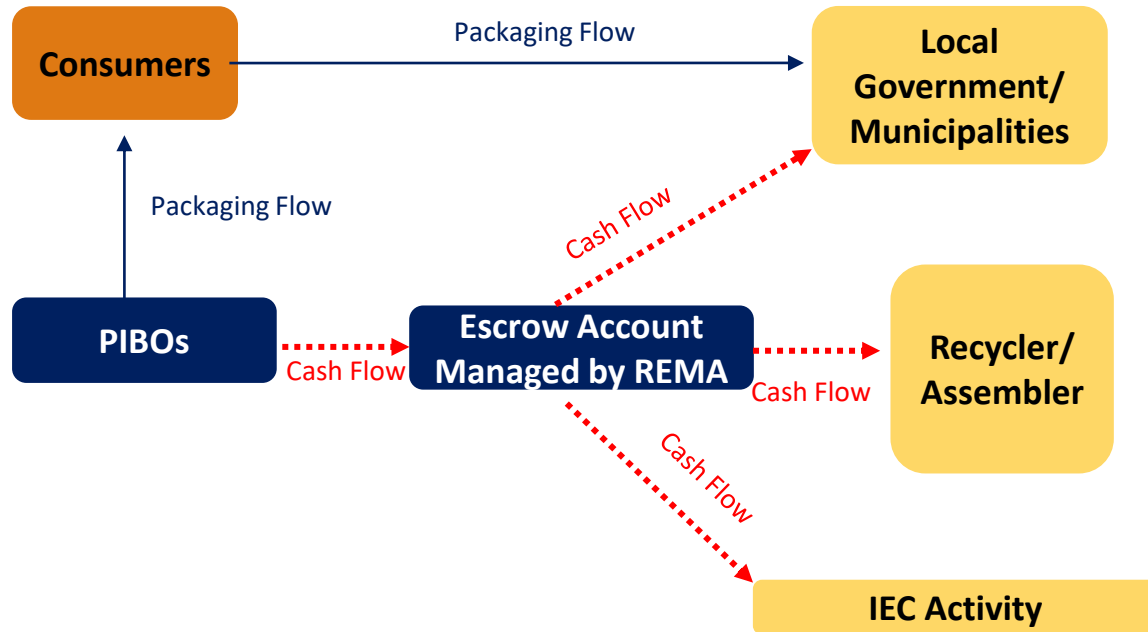 Consumers
Packaging Flow
Local
Government/
Municipalities
Packaging Flow
Cash Flow
PIBOs
Cash Flow
Escrow Account
Managed by REMA
Cash Flow
Recycler/
Assembler
Cash Flow
IEC Activity